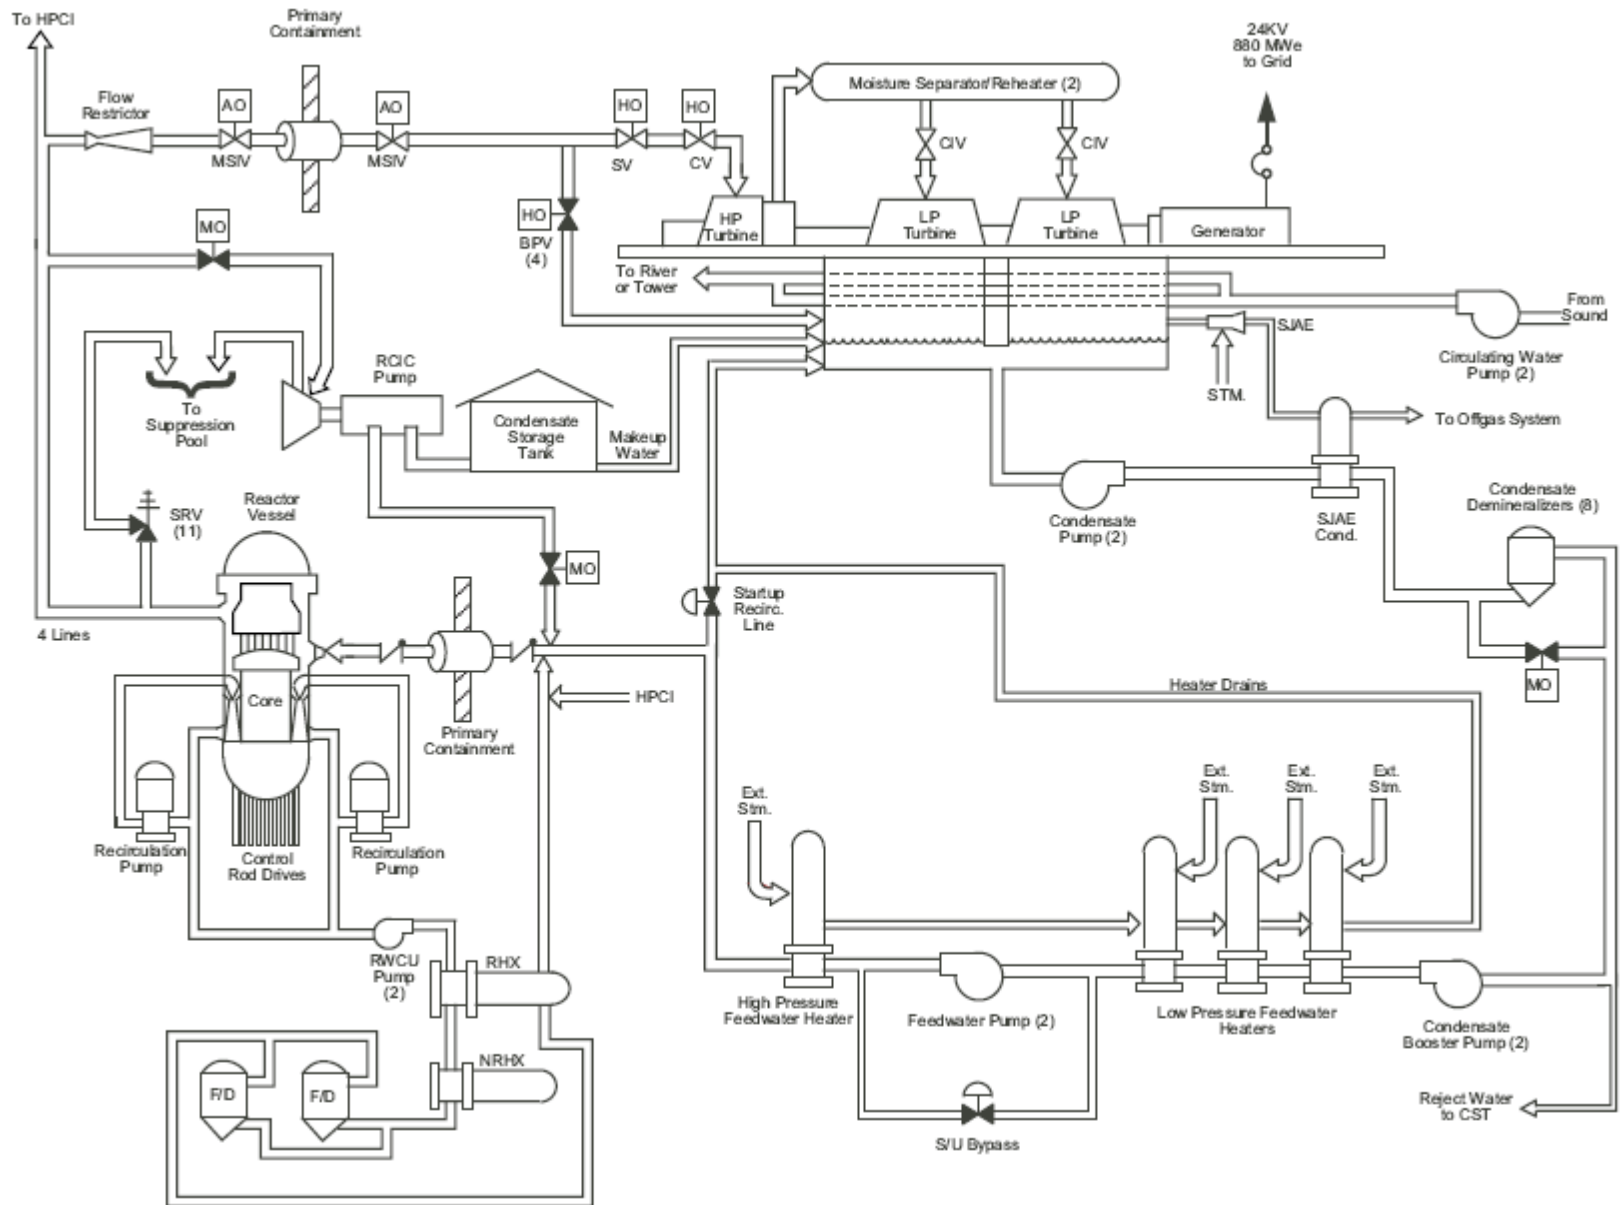 To HPCI
Primary
Containment
24KV
880 MWe
to Grid
Flow
Restrictor
AO
MSIV
AO
MSIV
HO
SV
HO
CV
Moisture Separator/Reheater (2)
CIV
CIV
MO
HO
BPV
(4)
HP
Turbine
LP
Turbine
LP
Turbine
Generator
To River
or Tower
SJAE
From
Sound
Circulating Water
Pump (2)
STM.
RCIC
Pump
To
Suppression
Pool
Condensate
Storage
Tank
Makeup
Water
To Offgas System
Condensate
Pump (2)
SJAE
Cond.
Condensate
Demineralizers (8)
SRV
(11)
Reactor
Vessel
MO
Startup
Recirc.
Line
4 Lines
Core
HPCI
Primary
Containment
Heater Drains
MO
Ext.
Stm.
Ext.
Stm.
Ext.
Stm.
Ext.
Stm.
Recirculation
Pump
Control
Rod Drives
Recirculation
Pump
RWCU
Pump
(2)
RHX
High Pressure
Feedwater Heater
Feedwater Pump (2)
Low Pressure Feedwater
Heaters
Condensate
Booster Pump (2)
NRHX
F/D
F/D
S/U Bypass
Reject Water
to CST